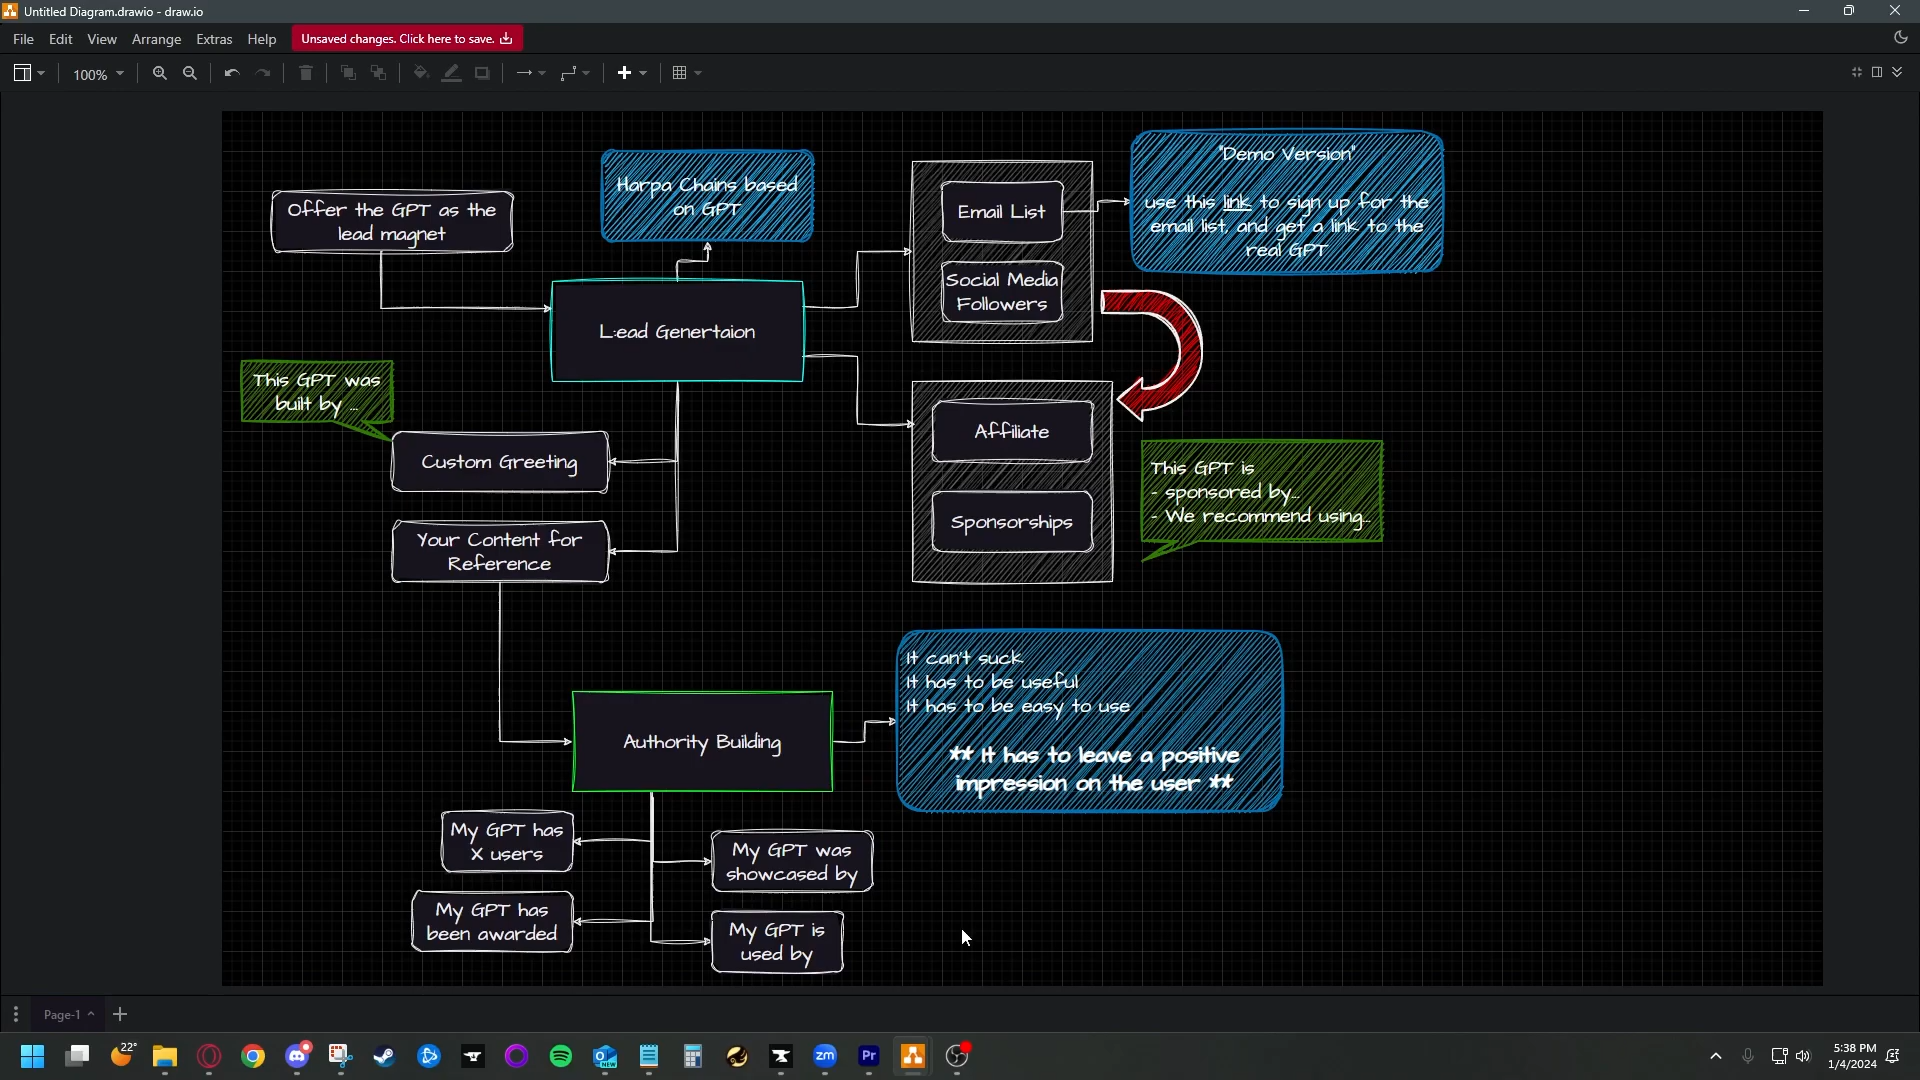 Untitled Diagram.drawio - draw.io
File Edit View Arrange Extras Help Unsaved changes. Click here to save.
100%
Offer the GPT as the
lead magnet
Harpa Chains based
on GPT
Email List
Social Media
Followers
"Demo Version"
use this link to sign up for the
email list, and get a link to the
real GPT
L:ead Genertaion
This GPT was
built by ...
Custom Greeting
Your Content for
Reference
Affiliate
Sponsorships
This GPT is
- sponsored by...
- We recommend using...
It can't suck
It has to be useful
It has to be easy to use
** It has to leave a positive
impression on the user **
Authority Building
My GPT has
X users
My GPT was
showcased by
My GPT has
been awarded
My GPT is
used by
Page-1
22°
NEW
zm
Pr
5:38 PM
1/4/2024